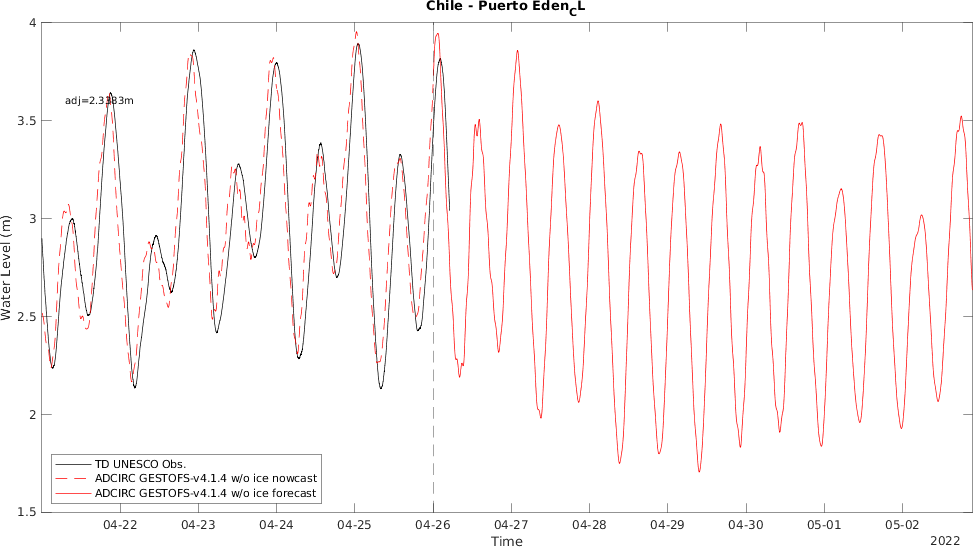 Chile - Puerto Eden_CL
4
3.5
3
2.5
2
1.5
Water Level (m)
adj=2.3383m
TD UNESCO Obs.
ADCIRC GESTOFS-v4.1.4 w/o ice nowcast
ADCIRC GESTOFS-v4.1.4 w/o ice forecast
04-22 04-23 04-24 04-25 04-26 04-27 04-28 04-29 04-30 05-01 05-02
Time
2022